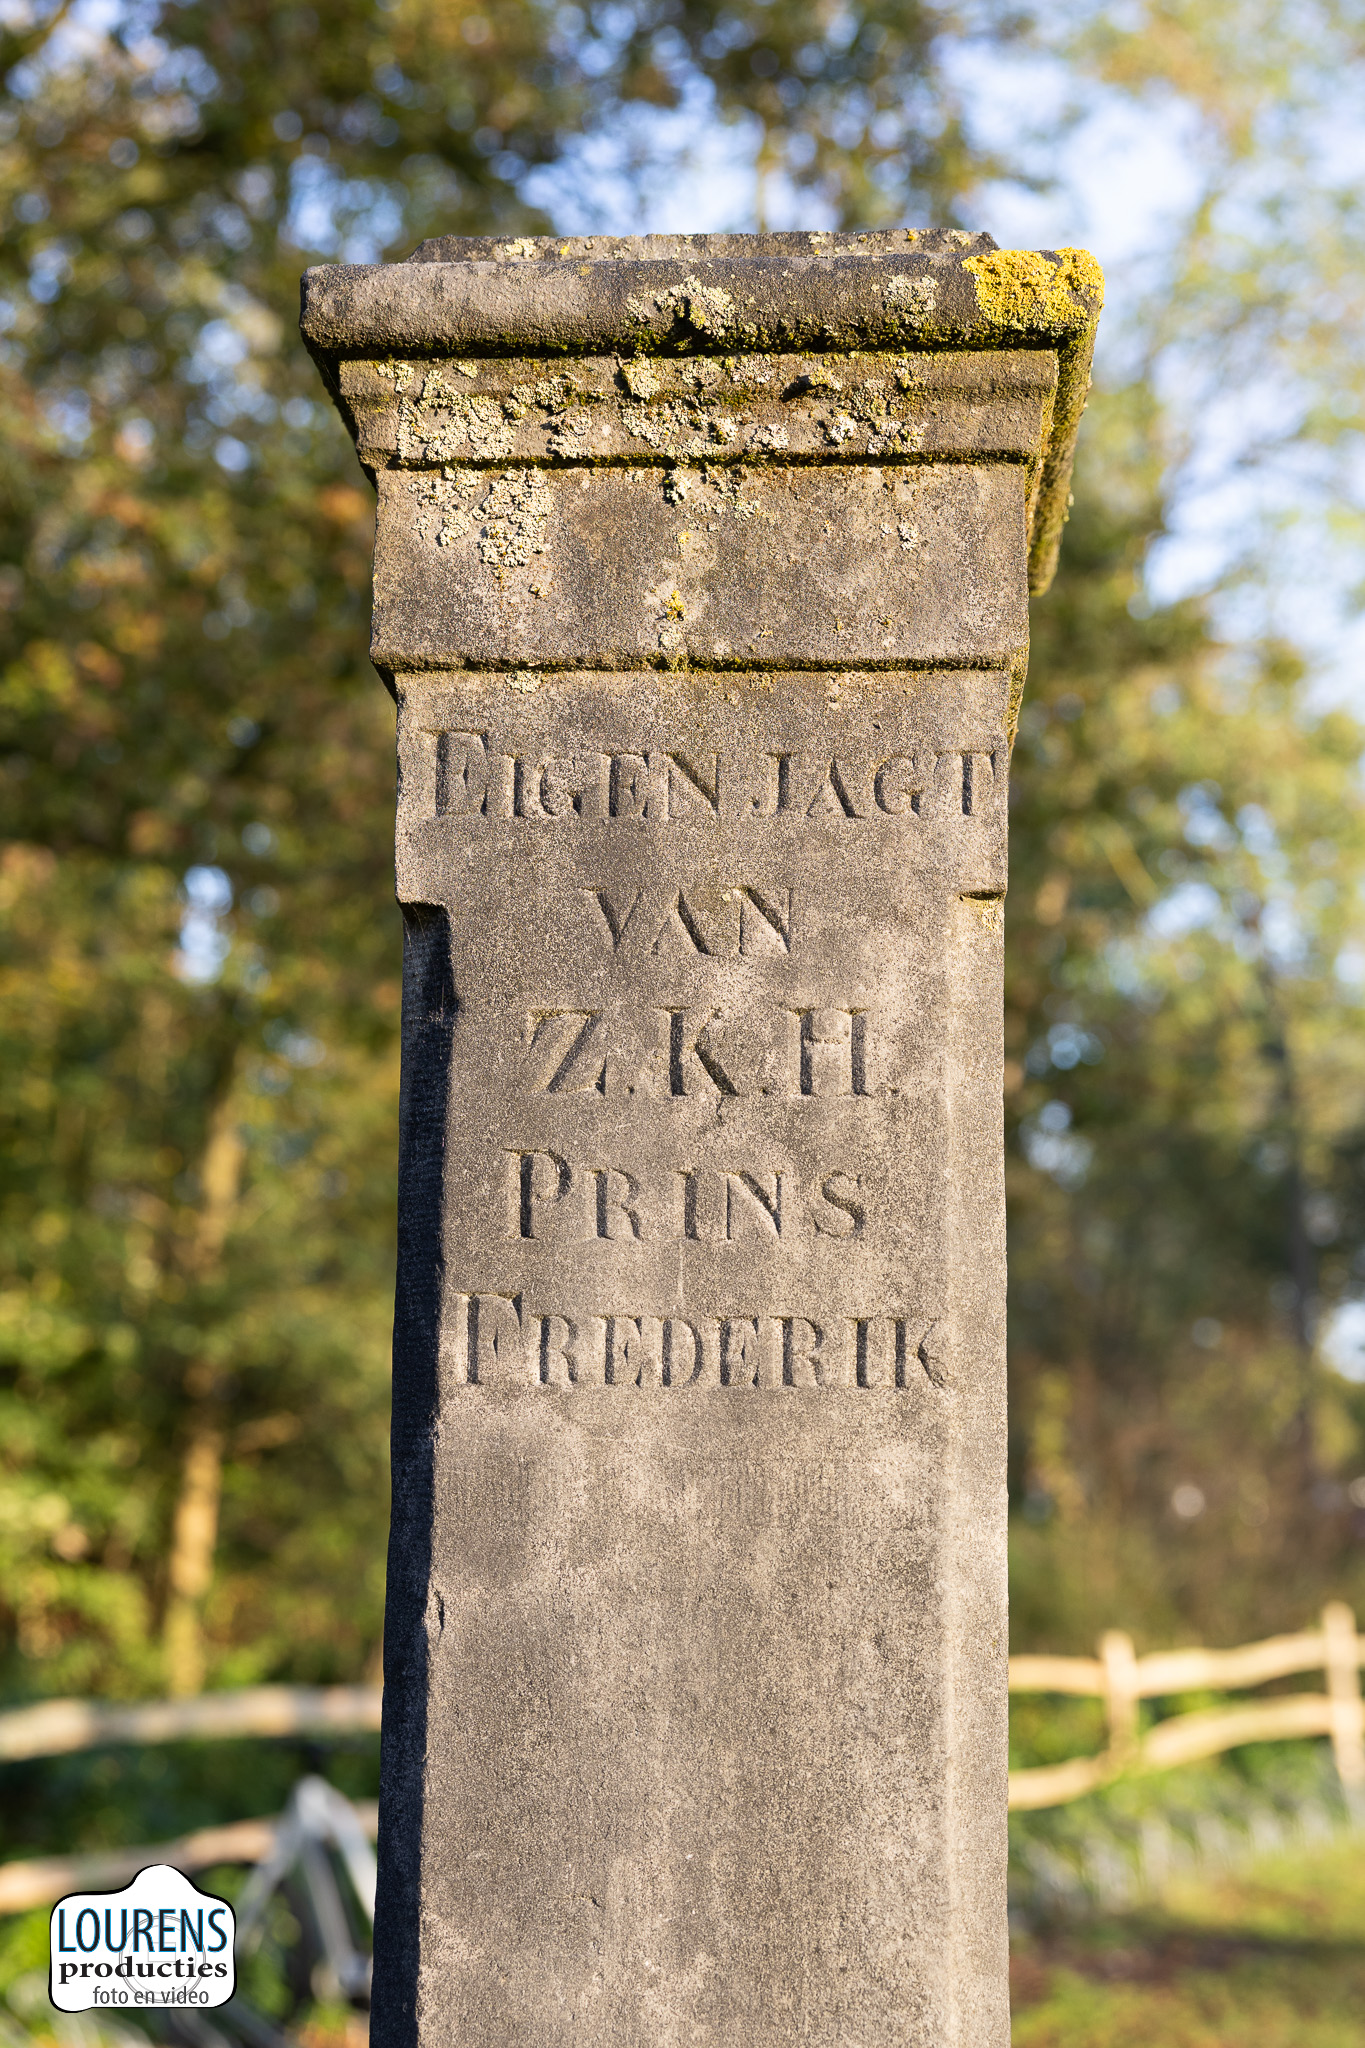 EIGEN JAGT
VAN
Z.K.H.
PRINS
FREDERIK
LOURENS
producties
foto en video